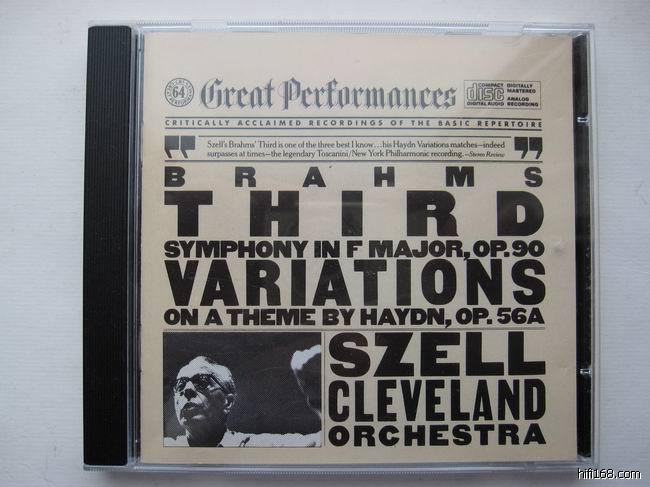 64
Great Performances
COMPACT
disc
DIGITAL AUDIO
DIGITALLY
MASTERED
ANALOG
RECORDING
CRITICALLY ACCLAIMED RECORDINGS OF THE BASIC REPERTOIRE
Szell's Brahms' Third is one of the three best I know...his Haydn Variations matches—indeed
surpasses at times—the legendary Toscanini/New York Philharmonic recording. —Stereo Review
BRAHMS
THIRD
SYMPHONY IN F MAJOR, OP. 90
VARIATIONS
ON A THEME BY HAYDN, OP. 56A
SZELL
CLEVELAND
ORCHESTRA
hifi168.com